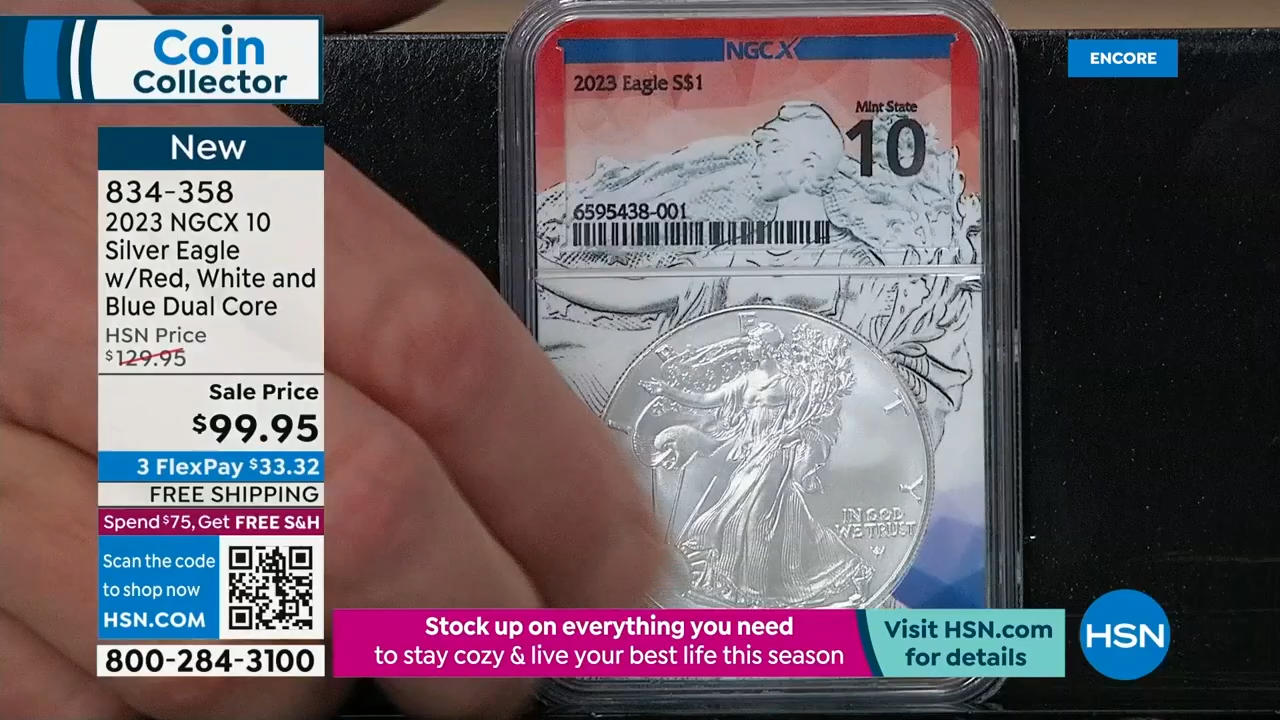 Coin
Collector
New
834-358
2023 NGCX 10
Silver Eagle
w/Red, White and
Blue Dual Core
HSN Price
$129.95
Sale Price
$99.95
3 FlexPay $33.32
FREE SHIPPING
Spend $75, Get FREE S&H
Scan the code
to shop now
HSN.COM
800-284-3100
NGCX
2023 Eagle S$1
Mint State
10
6595438-001
E
T
Y
IN GOD
WE TRUST
ENCORE
Stock up on everything you need
to stay cozy & live your best life this season
Visit HSN.com
for details
HSN